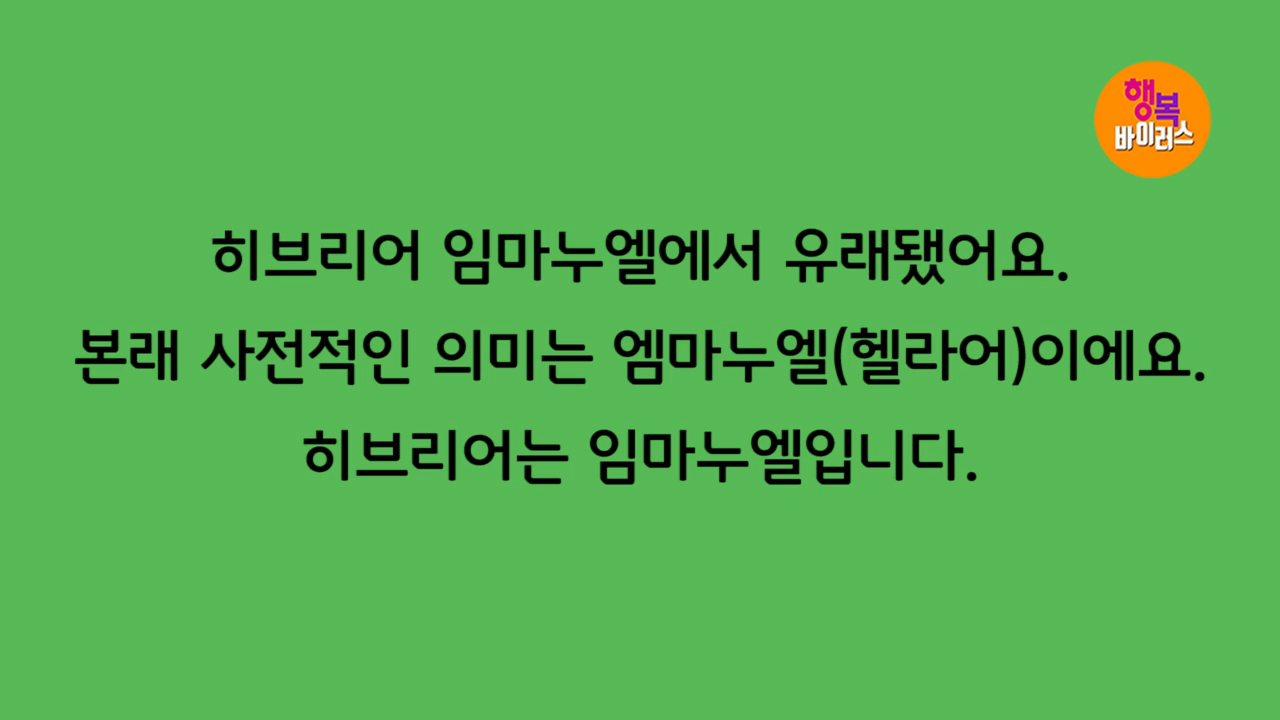 행복
바이러스
히브리어 임마누엘에서 유래됐어요.
본래 사전적인 의미는 엠마누엘(헬라어)이에요.
히브리어는 임마누엘입니다.